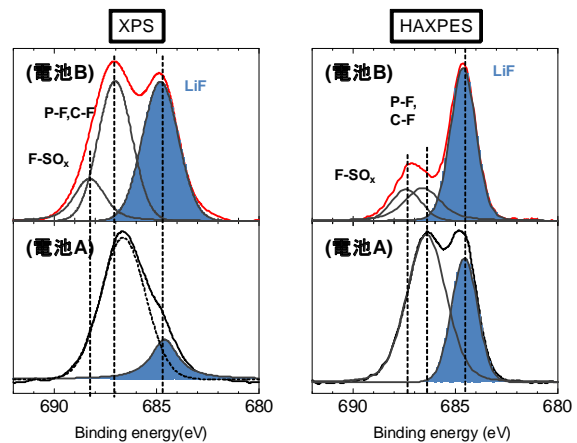 XPS
(電池B)
LiF
P-F,C-F
F-SOx
(電池A)
690
685
680
Binding energy(eV)
HAXPES
(電池B)
LiF
P-F,
C-F
F-SOx
(電池A)
690
685
680
Binding energy(eV)